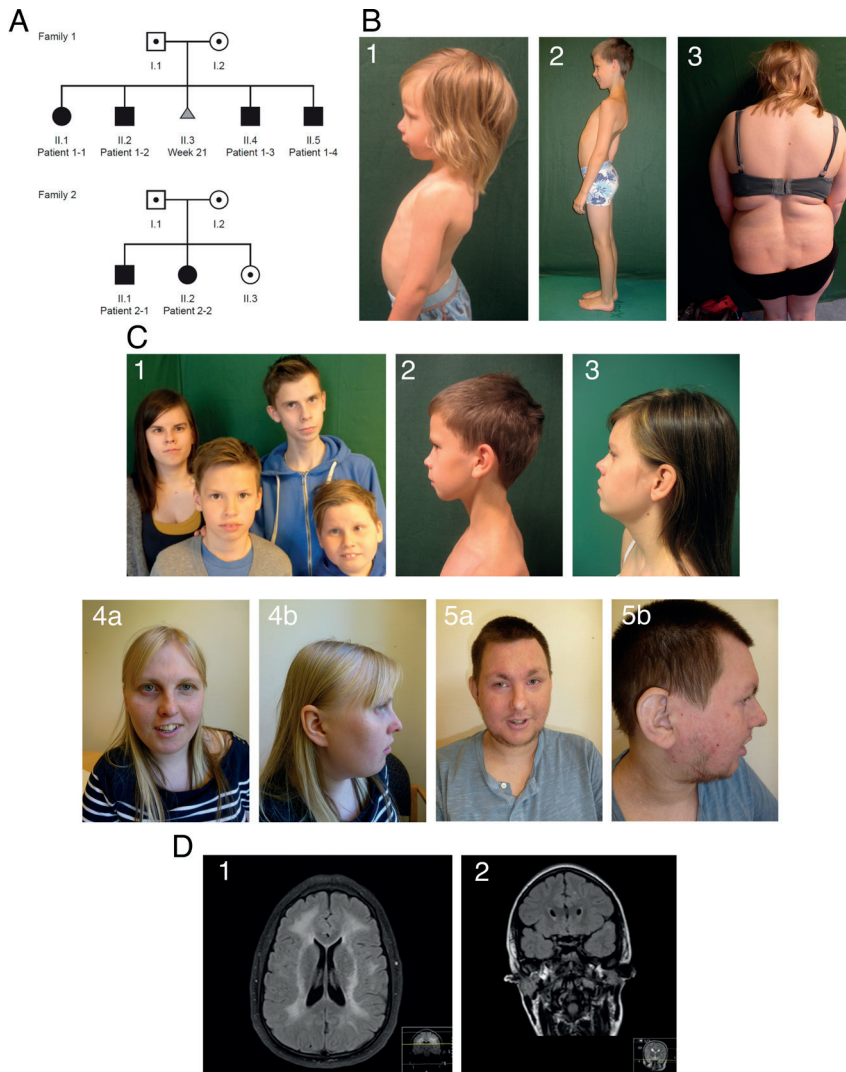 A
Family 1
I.1
I.2
II.1
II.2
II.3
II.4
II.5
Patient 1-1
Patient 1-2
Week 21
Patient 1-3
Patient 1-4
Family 2
I.1
I.2
II.1
II.2
II.3
Patient 2-1
Patient 2-2
B
1
2
3
C
1
2
3
4a
4b
5a
5b
D
1
2